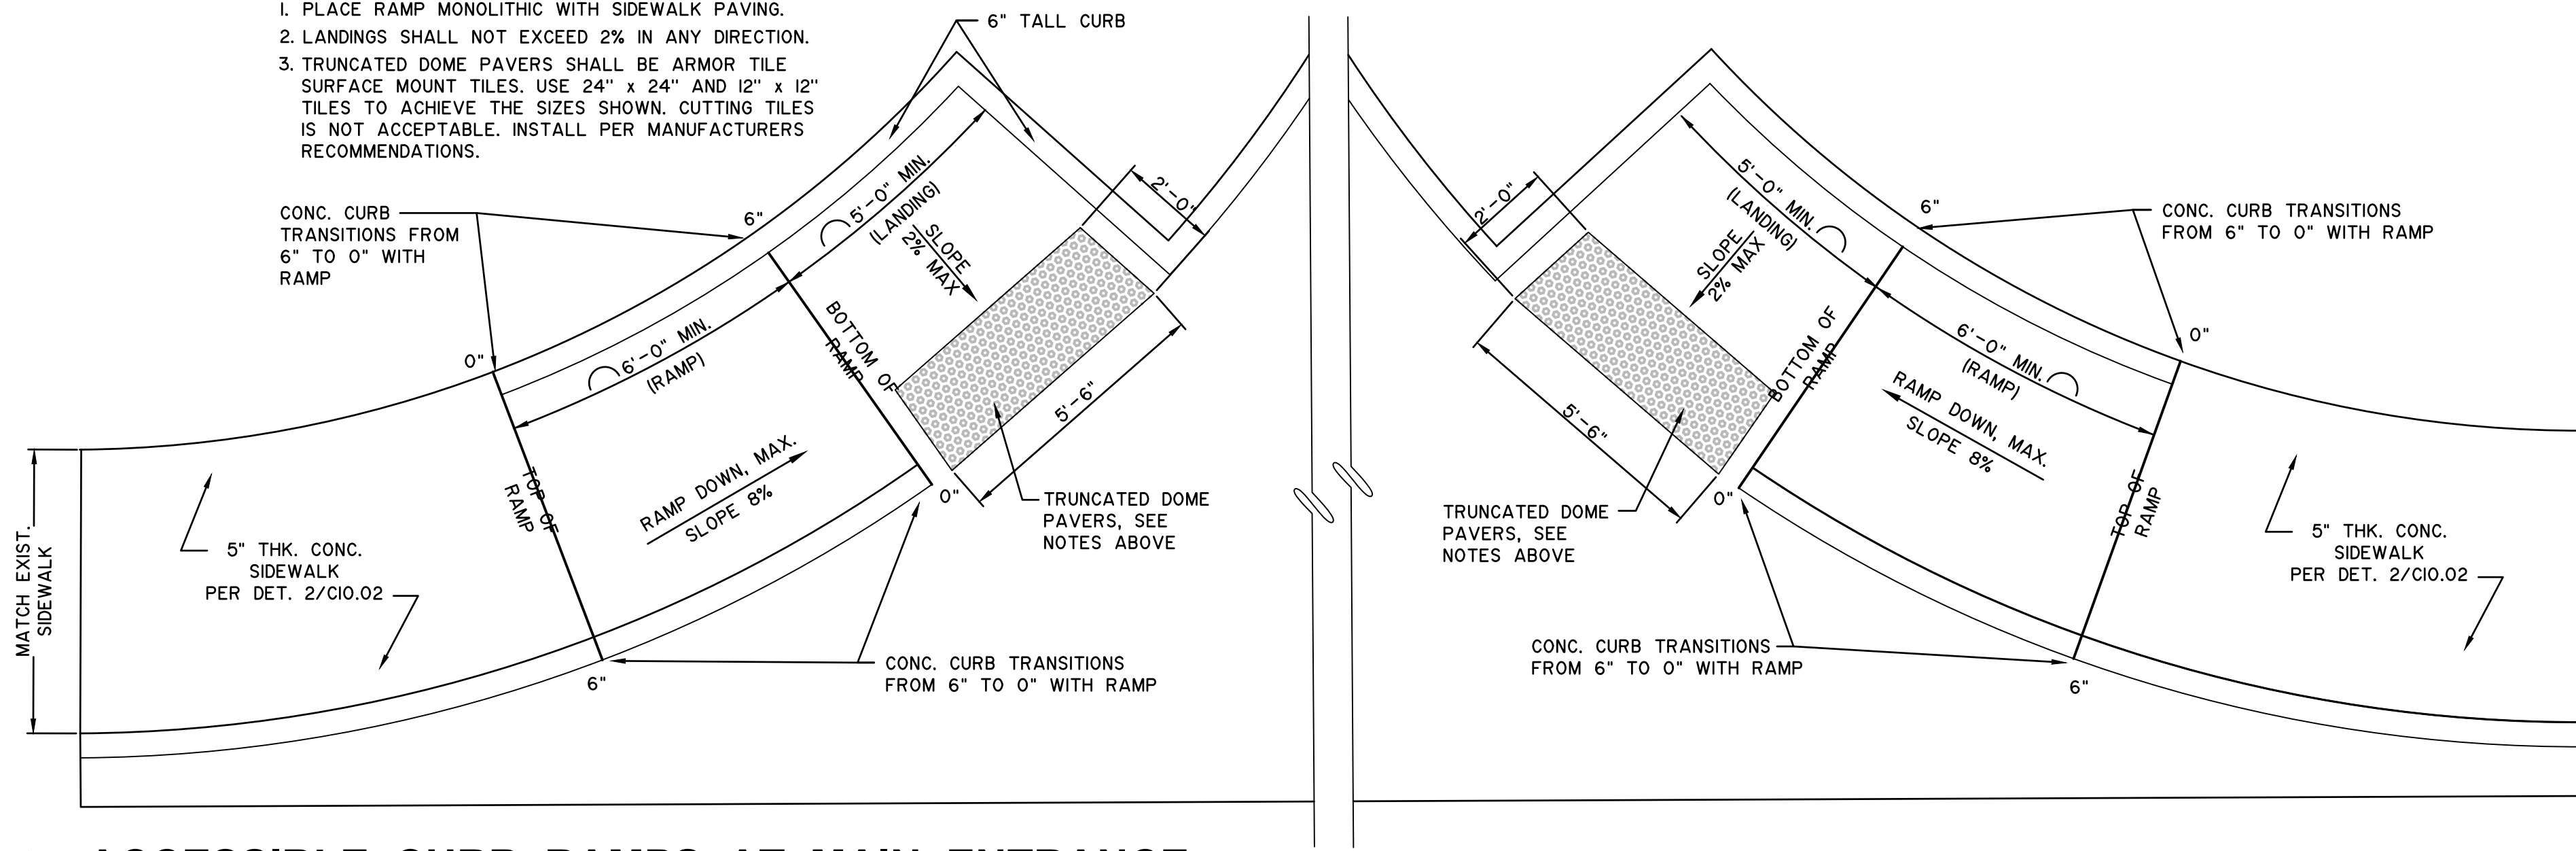 1. PLACE RAMP MONOLITHIC WITH SIDEWALK PAVING.
2. LANDINGS SHALL NOT EXCEED 2% IN ANY DIRECTION.
3. TRUNCATED DOME PAVERS SHALL BE ARMOR TILE
SURFACE MOUNT TILES. USE 24" x 24" AND 12" x 12"
TILES TO ACHIEVE THE SIZES SHOWN. CUTTING TILES
IS NOT ACCEPTABLE. INSTALL PER MANUFACTURERS
RECOMMENDATIONS.
6" TALL CURB
CONC. CURB
TRANSITIONS FROM
6" TO 0" WITH
RAMP
6"
0"
5'-0" MIN.
(LANDING)
SLOPE
2% MAX
2'-0"
6'-0" MIN.
(RAMP)
BOTTOM OF
RAMP
5'-6"
TOP OF
RAMP
RAMP DOWN, MAX.
SLOPE 8%
0"
TRUNCATED DOME
PAVERS, SEE
NOTES ABOVE
MATCH EXIST.
SIDEWALK
5" THK. CONC.
SIDEWALK
PER DET. 2/C10.02
6"
CONC. CURB TRANSITIONS
FROM 6" TO 0" WITH RAMP
2'-0"
5'-0" MIN.
(LANDING)
SLOPE
2% MAX
6"
CONC. CURB TRANSITIONS
FROM 6" TO 0" WITH RAMP
0"
6'-0" MIN.
(RAMP)
BOTTOM OF
RAMP
RAMP DOWN, MAX.
SLOPE 8%
5'-6"
TOP OF
RAMP
0"
TRUNCATED DOME
PAVERS, SEE
NOTES ABOVE
5" THK. CONC.
SIDEWALK
PER DET. 2/C10.02
CONC. CURB TRANSITIONS
FROM 6" TO 0" WITH RAMP
6"
ACCESSIBLE CURB RAMPS AT MAIN ENTRANCE